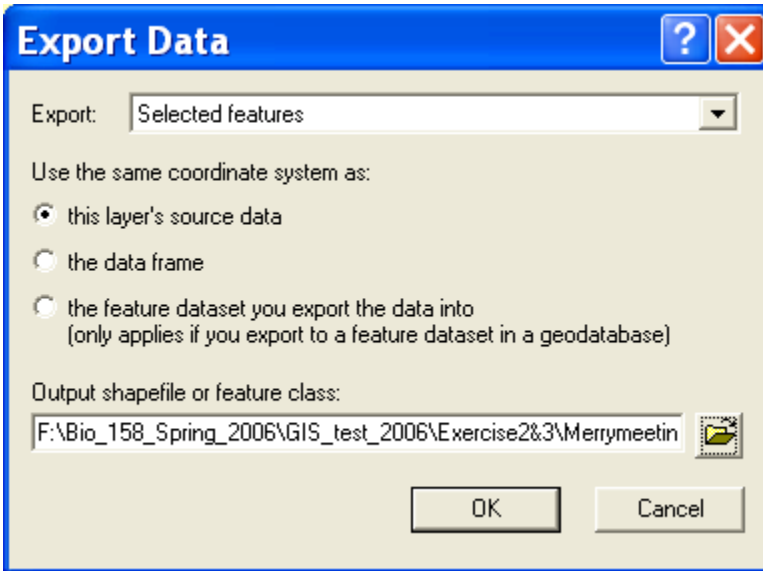 Export Data
Export: Selected features
Use the same coordinate system as:
this layer's source data
the data frame
the feature dataset you export the data into
(only applies if you export to a feature dataset in a geodatabase)
Output shapefile or feature class:
F:\Bio_158_Spring_2006\GIS_test_2006\Exercise2&3\Merrymeetin
OK Cancel